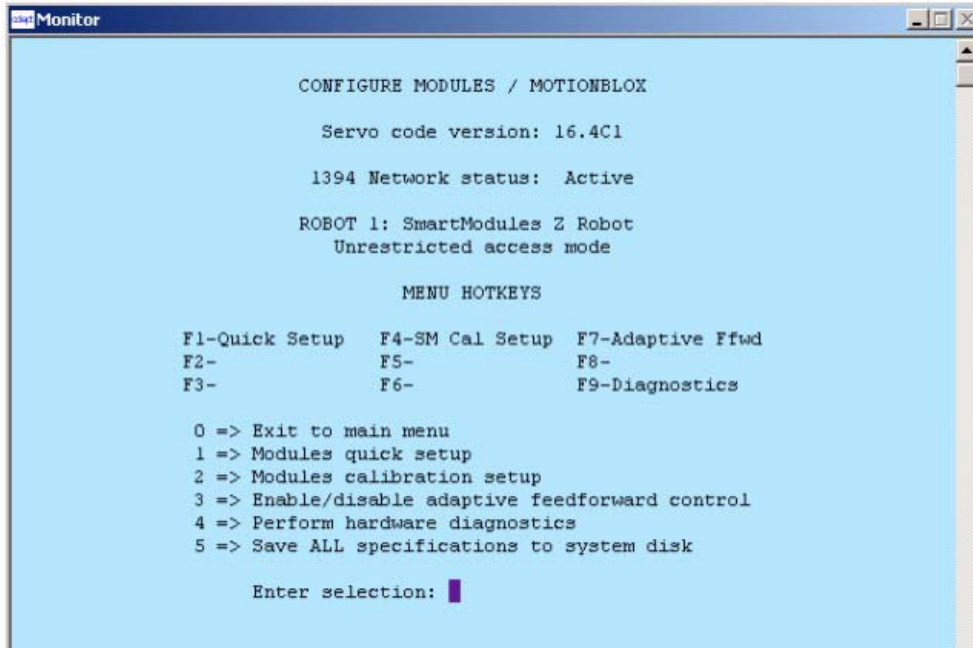 adept Monitor
CONFIGURE MODULES / MOTIONBLOX
Servo code version: 16.4C1
1394 Network status: Active
ROBOT 1: SmartModules Z Robot
Unrestricted access mode
MENU HOTKEYS
F1-Quick Setup F4-SM Cal Setup F7-Adaptive Ffwd
F2- F5- F8-
F3- F6- F9-Diagnostics
0 => Exit to main menu
1 => Modules quick setup
2 => Modules calibration setup
3 => Enable/disable adaptive feedforward control
4 => Perform hardware diagnostics
5 => Save ALL specifications to system disk
Enter selection: